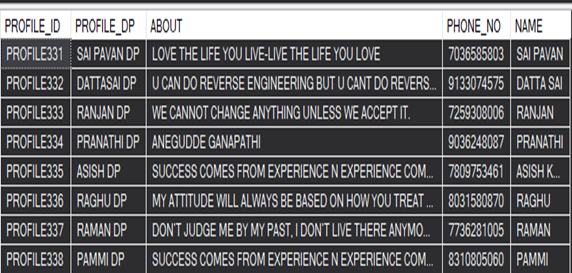 PROFILE_ID PROFILE_DP ABOUT PHONE_NO NAME
PROFILE331 SAI PAVAN DP LOVE THE LIFE YOU LIVE-LIVE THE LIFE YOU LOVE 7036585803 SAI PAVAN
PROFILE332 DATTASAI DP U CAN DO REVERSE ENGINEERING BUT U CANT DO REVERS... 9133074575 DATTA SAI
PROFILE333 RANJAN DP WE CANNOT CHANGE ANYTHING UNLESS WE ACCEPT IT. 7259308006 RANJAN
PROFILE334 PRANATHI DP ANEGUDDE GANAPATHI 9036248087 PRANATHI
PROFILE335 ASISH DP SUCCESS COMES FROM EXPERIENCE N EXPERIENCE COM... 7809753461 ASISH K...
PROFILE336 RAGHU DP MY ATTITUDE WILL ALWAYS BE BASED ON HOW YOU TREAT ... 8031580870 RAGHU
PROFILE337 RAMAN DP DON'T JUDGE ME BY MY PAST, I DON'T LIVE THERE ANYMO... 7736281005 RAMAN
PROFILE338 PAMMI DP SUCCESS COMES FROM EXPERIENCE N EXPERIENCE COM... 8310805060 PAMMI